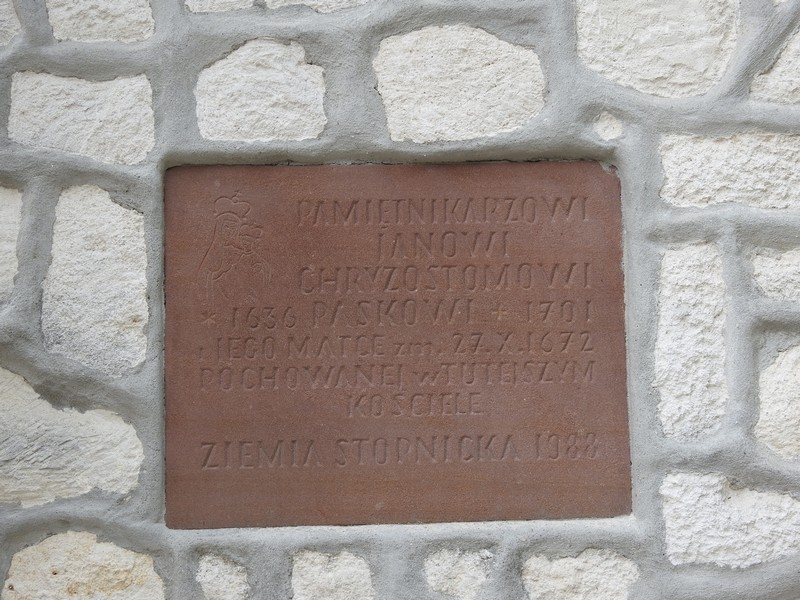 PAMIĘTNIKARZOWI
JANOWI
CHRYZOSTOMOWI
* 1636 PASKOWI + 1701
i JEGO MATCE zm. 27.X.1672
POCHOWANEJ w TUTEJSZYM
KOŚCIELE
ZIEMIA STOPNICKA 1988